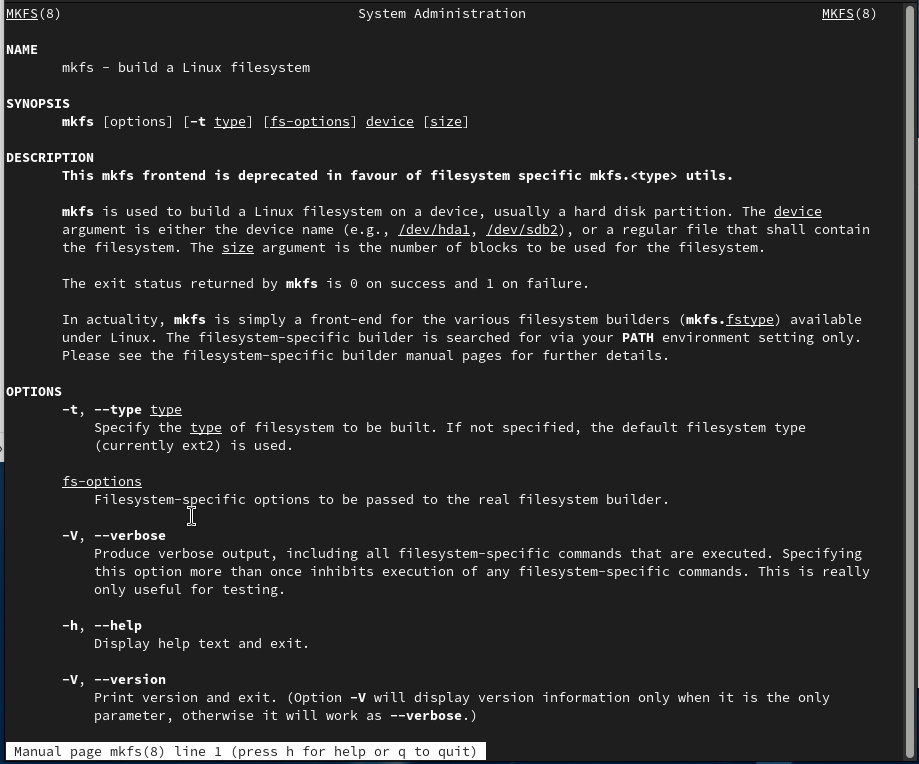 MKFS(8) System Administration MKFS(8)
NAME
mkfs - build a Linux filesystem
SYNOPSIS
mkfs [options] [-t type] [fs-options] device [size]
DESCRIPTION
This mkfs frontend is deprecated in favour of filesystem specific mkfs.<type> utils.
mkfs is used to build a Linux filesystem on a device, usually a hard disk partition. The device
argument is either the device name (e.g., /dev/hda1, /dev/sdb2), or a regular file that shall contain
the filesystem. The size argument is the number of blocks to be used for the filesystem.
The exit status returned by mkfs is 0 on success and 1 on failure.
In actuality, mkfs is simply a front-end for the various filesystem builders (mkfs.fstype) available
under Linux. The filesystem-specific builder is searched for via your PATH environment setting only.
Please see the filesystem-specific builder manual pages for further details.
OPTIONS
-t, --type type
Specify the type of filesystem to be built. If not specified, the default filesystem type
(currently ext2) is used.
fs-options
Filesystem-specific options to be passed to the real filesystem builder.
-V, --verbose
Produce verbose output, including all filesystem-specific commands that are executed. Specifying
this option more than once inhibits execution of any filesystem-specific commands. This is really
only useful for testing.
-h, --help
Display help text and exit.
-V, --version
Print version and exit. (Option -V will display version information only when it is the only
parameter, otherwise it will work as --verbose.)
Manual page mkfs(8) line 1 (press h for help or q to quit)